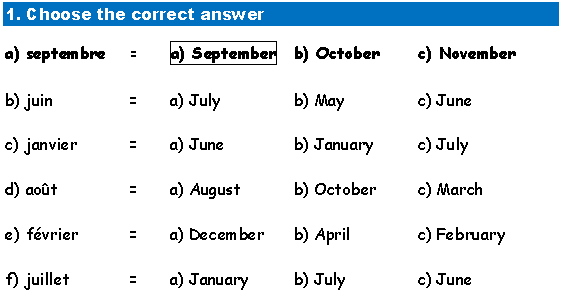 1. Choose the correct answer
a) septembre = a) September b) October c) November
b) juin = a) July b) May c) June
c) janvier = a) June b) January c) July
d) août = a) August b) October c) March
e) février = a) December b) April c) February
f) juillet = a) January b) July c) June